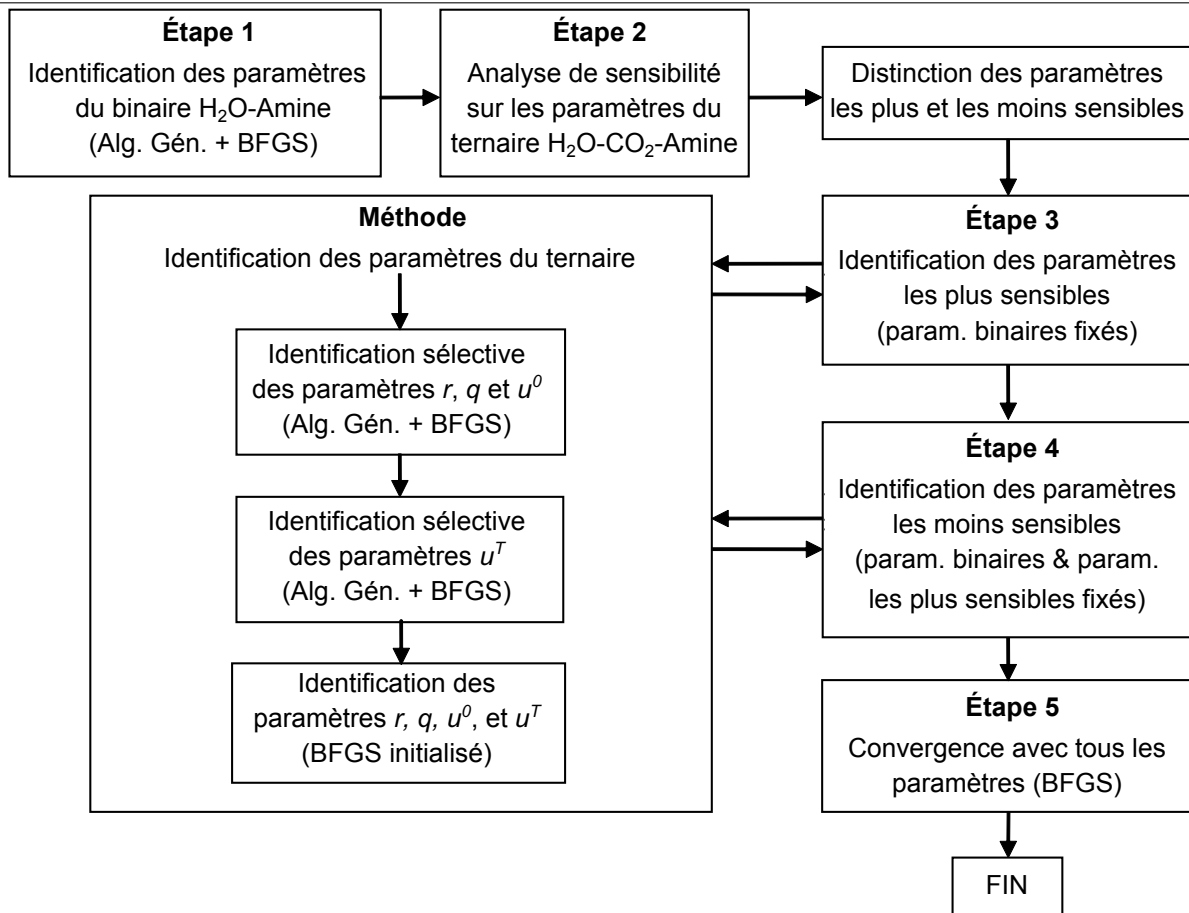 Étape 1
Identification des paramètres
du binaire H₂O-Amine
(Alg. Gén. + BFGS)
Étape 2
Analyse de sensibilité
sur les paramètres du
ternaire H₂O-CO₂-Amine
Distinction des paramètres
les plus et les moins sensibles
Étape 3
Identification des paramètres
les plus sensibles
(param. binaires fixés)
Méthode
Identification des paramètres du ternaire
Identification sélective
des paramètres r, q et u⁰
(Alg. Gén. + BFGS)
Identification sélective
des paramètres uᵀ
(Alg. Gén. + BFGS)
Identification des
paramètres r, q, u⁰, et uᵀ
(BFGS initialisé)
Étape 4
Identification des paramètres
les moins sensibles
(param. binaires & param.
les plus sensibles fixés)
Étape 5
Convergence avec tous les
paramètres (BFGS)
FIN